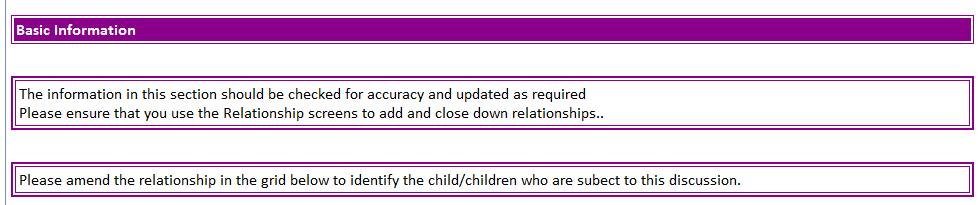 Basic Information
The information in this section should be checked for accuracy and updated as required
Please ensure that you use the Relationship screens to add and close down relationships..
Please amend the relationship in the grid below to identify the child/children who are subect to this discussion.